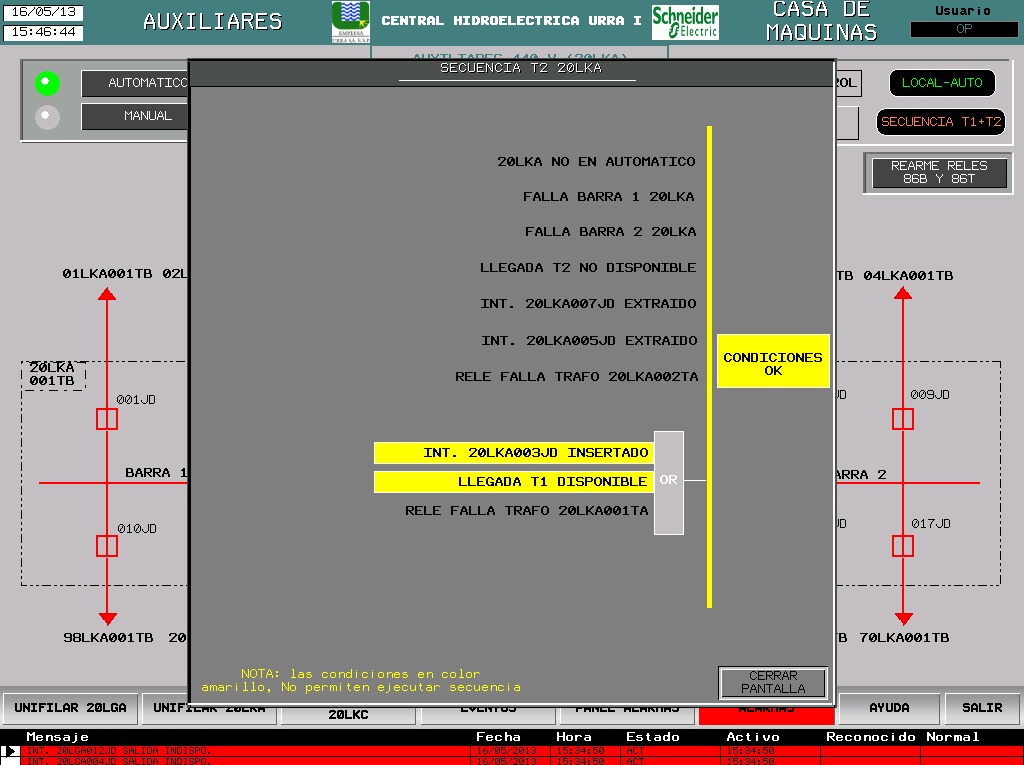 16/05/13
15:46:44
AUXILIARES
EMPRESA
URRÁ S.A. E.S.P.
CENTRAL HIDROELECTRICA URRA I
Schneider
Electric
CASA DE
MAQUINAS
Usuario
OP
AUXILIARES 440 V (20LKA)
SECUENCIA T2 20LKA
AUTOMATICO
MANUAL
ROL
LOCAL-AUTO
SECUENCIA T1+T2
REARME RELES
86B Y 86T
20LKA NO EN AUTOMATICO
FALLA BARRA 1 20LKA
FALLA BARRA 2 20LKA
LLEGADA T2 NO DISPONIBLE
INT. 20LKA007JD EXTRAIDO
INT. 20LKA005JD EXTRAIDO
RELE FALLA TRAFO 20LKA002TA
CONDICIONES
OK
INT. 20LKA003JD INSERTADO
LLEGADA T1 DISPONIBLE
RELE FALLA TRAFO 20LKA001TA
OR
01LKA001TB 02L
TB 04LKA001TB
20LKA
001TB
001JD
JD
009JD
BARRA 1
ARRA 2
010JD
JD
017JD
98LKA001TB 20
B 70LKA001TB
NOTA: las condiciones en color
amarillo, No permiten ejecutar secuencia
CERRAR
PANTALLA
UNIFILAR 20LGA
UNIFILAR 20LKA
20LKC
EVENTOS
PANEL ALARMAS
ALARMAS
AYUDA
SALIR
Mensaje Fecha Hora Estado Activo Reconocido Normal
INT. 20LGA012JD SALIDA INDISPO. 16/05/2013 15:34:50 ACT 15:34:50
INT. 20LGA004JD SALIDA INDISPO. 16/05/2013 15:34:50 ACT 15:34:50